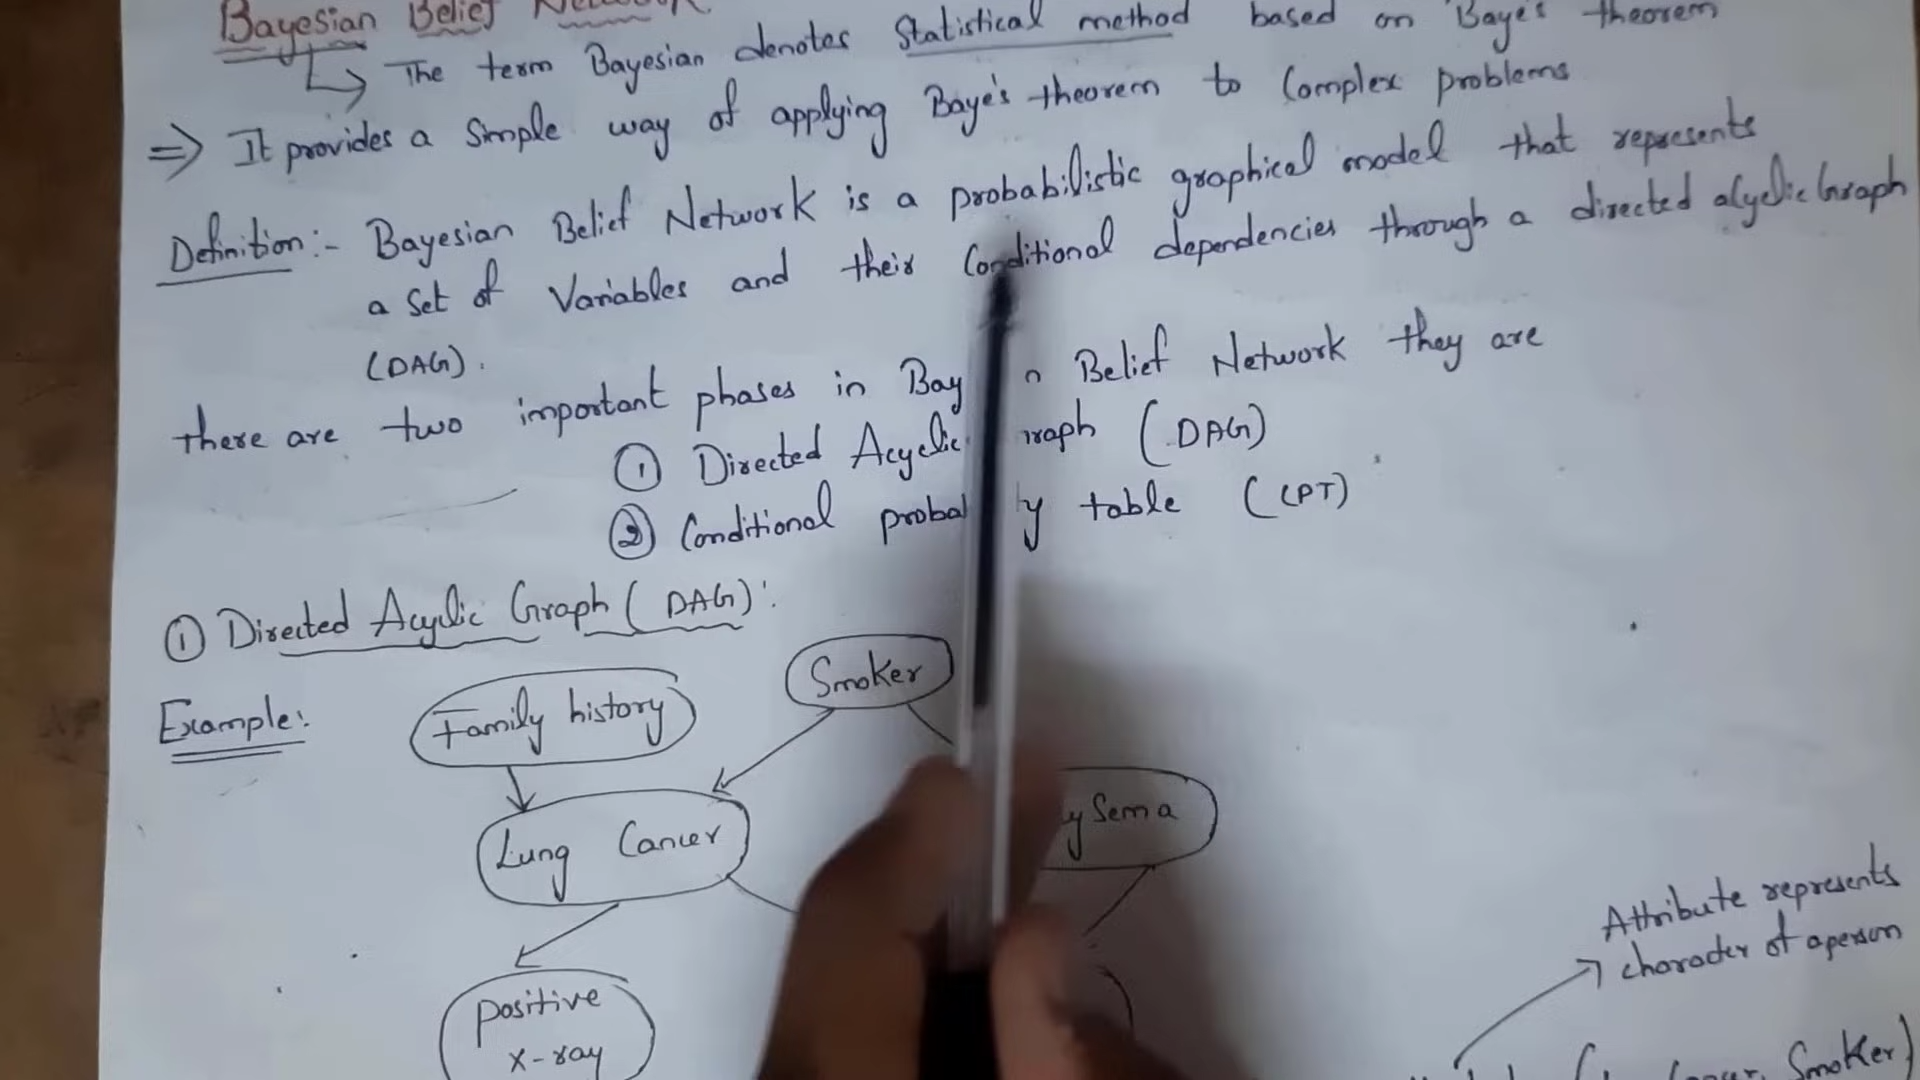 Bayesian Belief Network
The term Bayesian denotes Statistical method based on Baye's theorem
=> It provides a Simple way of applying Baye's theorem to Complex problems
Definition:- Bayesian Belief Network is a probabilistic graphical model that represents
a Set of Variables and their Conditional dependencies through a directed acyclic Graph
(DAG).
there are two important phases in Bay n Belief Network they are
① Directed Acyclic raph (DAG)
② Conditional probabi y table (CPT)
① Directed Acyclic Graph (DAG):
Example:
Smoker
Family history
ysema
Lung Cancer
Attribute represents
character of a person
positive
x-ray
Smoker)